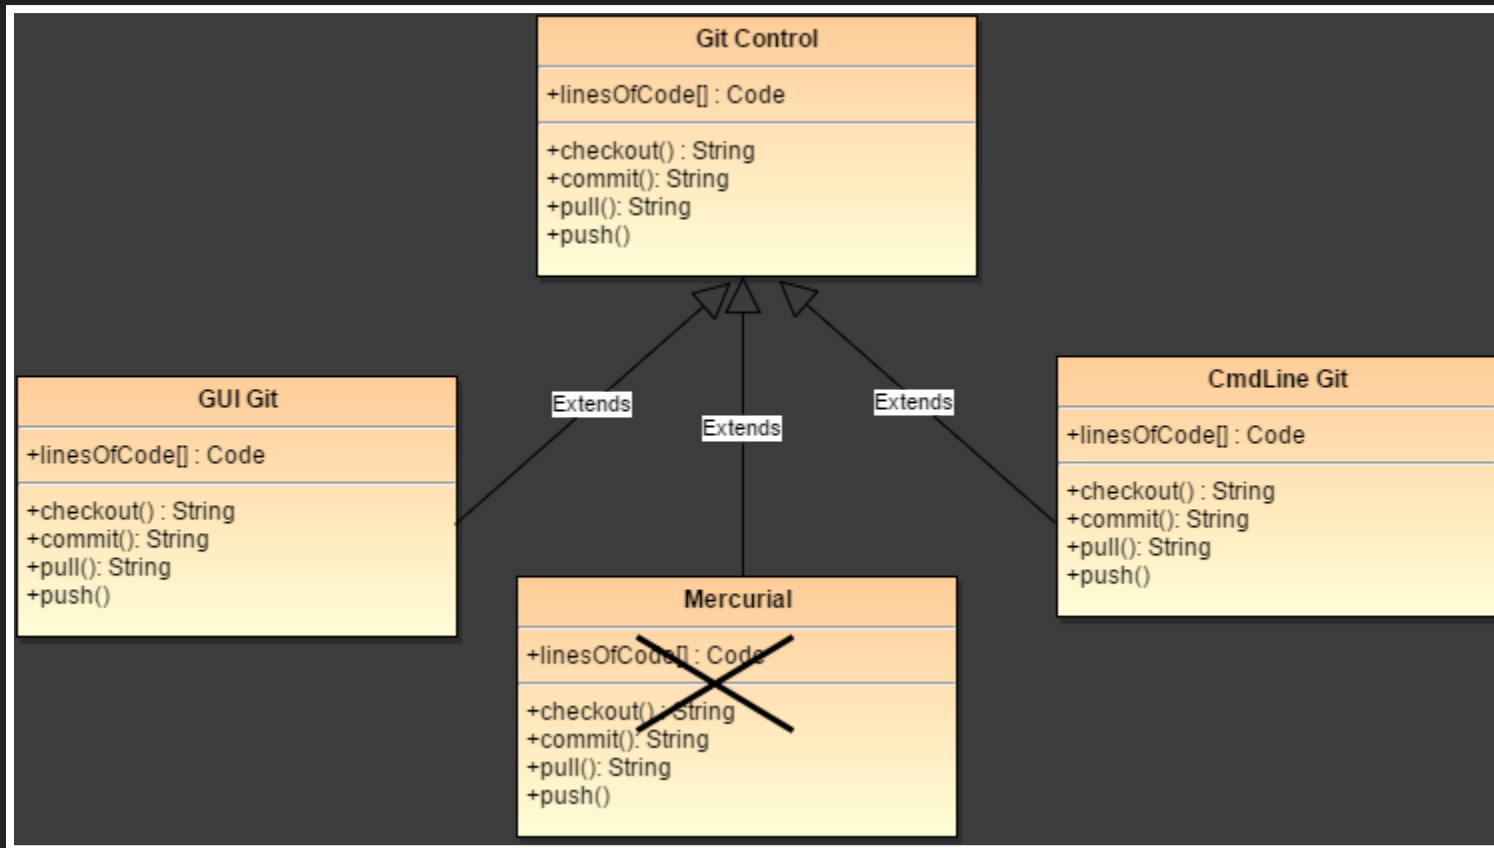 Git Control
+linesOfCode[] : Code
+checkout() : String
+commit(): String
+pull(): String
+push()
Extends
Extends
Extends
GUI Git
+linesOfCode[] : Code
+checkout() : String
+commit(): String
+pull(): String
+push()
CmdLine Git
+linesOfCode[] : Code
+checkout() : String
+commit(): String
+pull(): String
+push()
Mercurial
+linesOfCode[] : Code
+checkout() : String
+commit(): String
+pull(): String
+push()